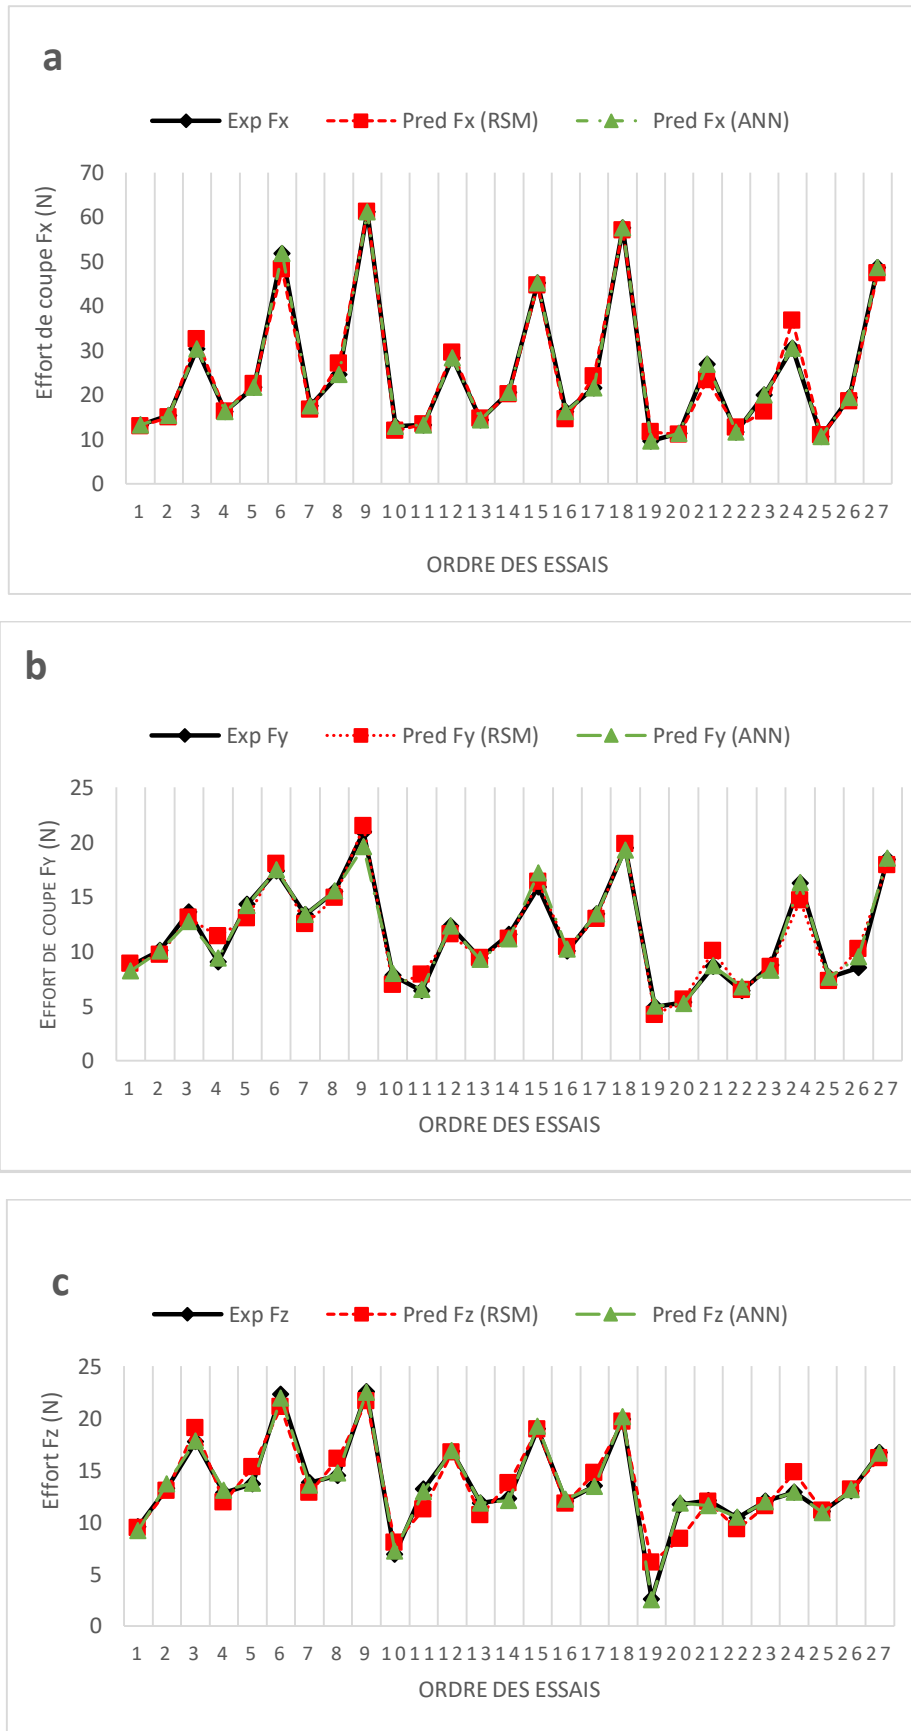 a
Exp Fx Pred Fx (RSM) Pred Fx (ANN)
Effort de coupe Fx (N)
70
60
50
40
30
20
10
0
1 2 3 4 5 6 7 8 9 10 11 12 13 14 15 16 17 18 19 20 21 22 23 24 25 26 27
ORDRE DES ESSAIS
b
Exp Fy Pred Fy (RSM) Pred Fy (ANN)
EFFORT DE COUPE FY (N)
25
20
15
10
5
0
1 2 3 4 5 6 7 8 9 10 11 12 13 14 15 16 17 18 19 20 21 22 23 24 25 26 27
ORDRE DES ESSAIS
c
Exp Fz Pred Fz (RSM) Pred Fz (ANN)
Effort Fz (N)
25
20
15
10
5
0
1 2 3 4 5 6 7 8 9 10 11 12 13 14 15 16 17 18 19 20 21 22 23 24 25 26 27
ORDRE DES ESSAIS